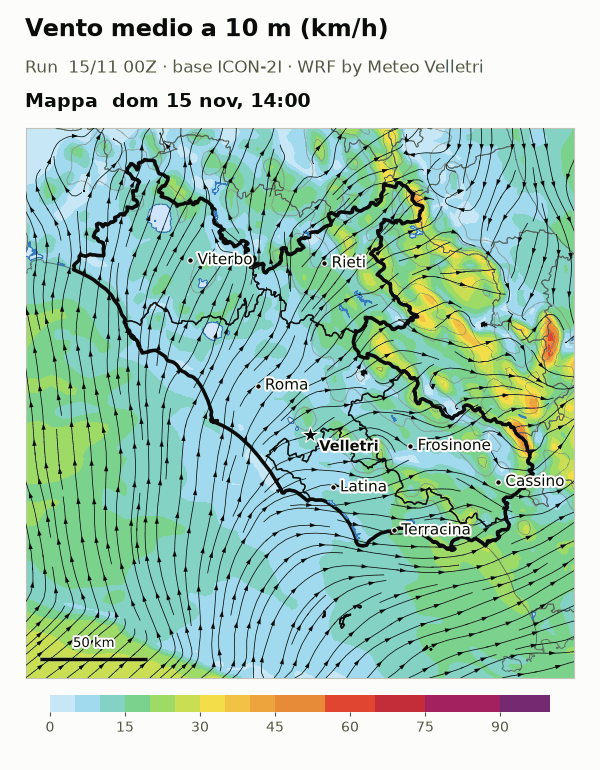 Vento medio a 10 m (km/h)
Run  15/11 00Z · base ICON-2I · WRF by Meteo Velletri
Mappa  dom 15 nov, 14:00
Viterbo
Rieti
Roma
Velletri
Frosinone
Cassino
Latina
Terracina
50 km
0 15 30 45 60 75 90